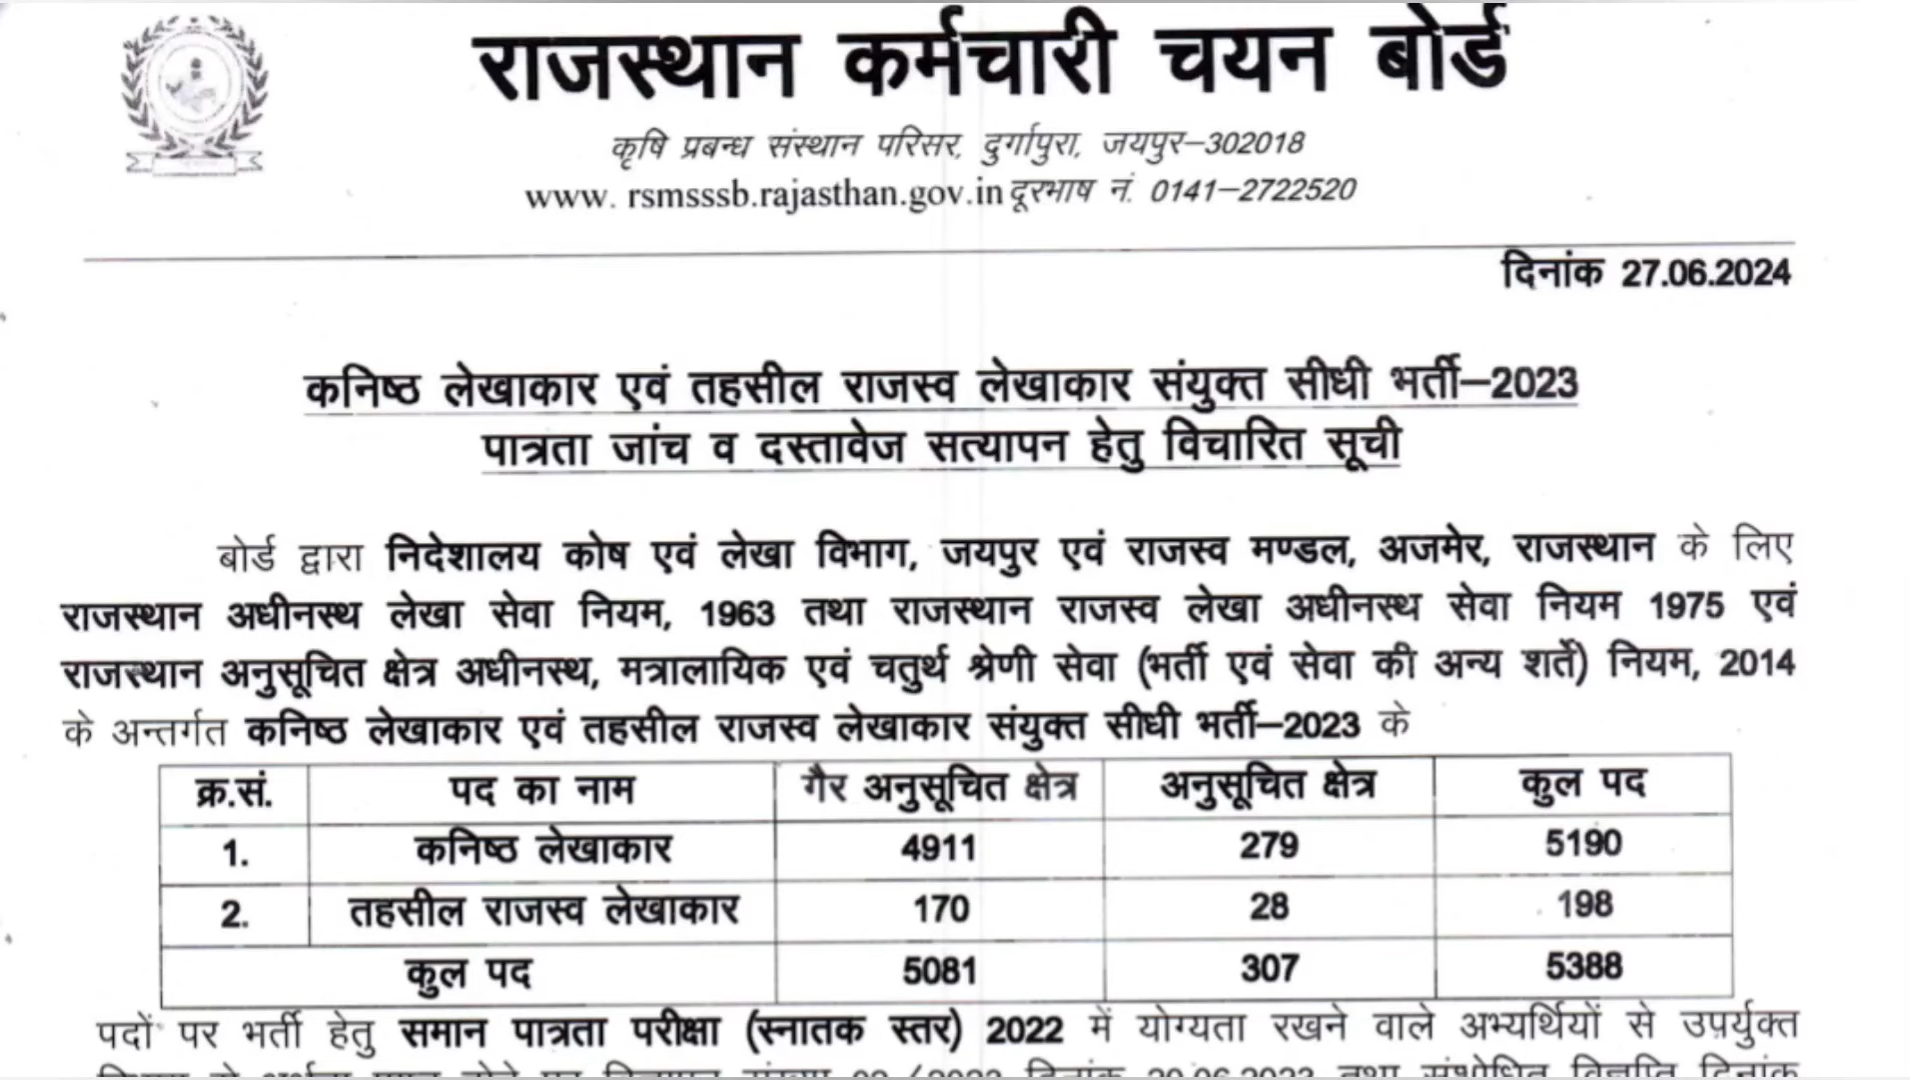 राजस्थान कर्मचारी चयन बोर्ड
कृषि प्रबन्ध संस्थान परिसर, दुर्गापुरा, जयपुर–302018
www. rsmsssb.rajasthan.gov.in दूरभाष नं. 0141–2722520
दिनांक 27.06.2024
कनिष्ठ लेखाकार एवं तहसील राजस्व लेखाकार संयुक्त सीधी भर्ती–2023
पात्रता जांच व दस्तावेज सत्यापन हेतु विचारित सूची
बोर्ड द्वारा निदेशालय कोष एवं लेखा विभाग, जयपुर एवं राजस्व मण्डल, अजमेर, राजस्थान के लिए
राजस्थान अधीनस्थ लेखा सेवा नियम, 1963 तथा राजस्थान राजस्व लेखा अधीनस्थ सेवा नियम 1975 एवं
राजस्थान अनुसूचित क्षेत्र अधीनस्थ, मत्रालायिक एवं चतुर्थ श्रेणी सेवा (भर्ती एवं सेवा की अन्य शर्ते) नियम, 2014
के अन्तर्गत कनिष्ठ लेखाकार एवं तहसील राजस्व लेखाकार संयुक्त सीधी भर्ती–2023 के
क्र.सं. पद का नाम गैर अनुसूचित क्षेत्र अनुसूचित क्षेत्र कुल पद
1. कनिष्ठ लेखाकार 4911 279 5190
2. तहसील राजस्व लेखाकार 170 28 198
कुल पद 5081 307 5388
पदों पर भर्ती हेतु समान पात्रता परीक्षा (स्नातक स्तर) 2022 में योग्यता रखने वाले अभ्यर्थियों से उपर्युक्त